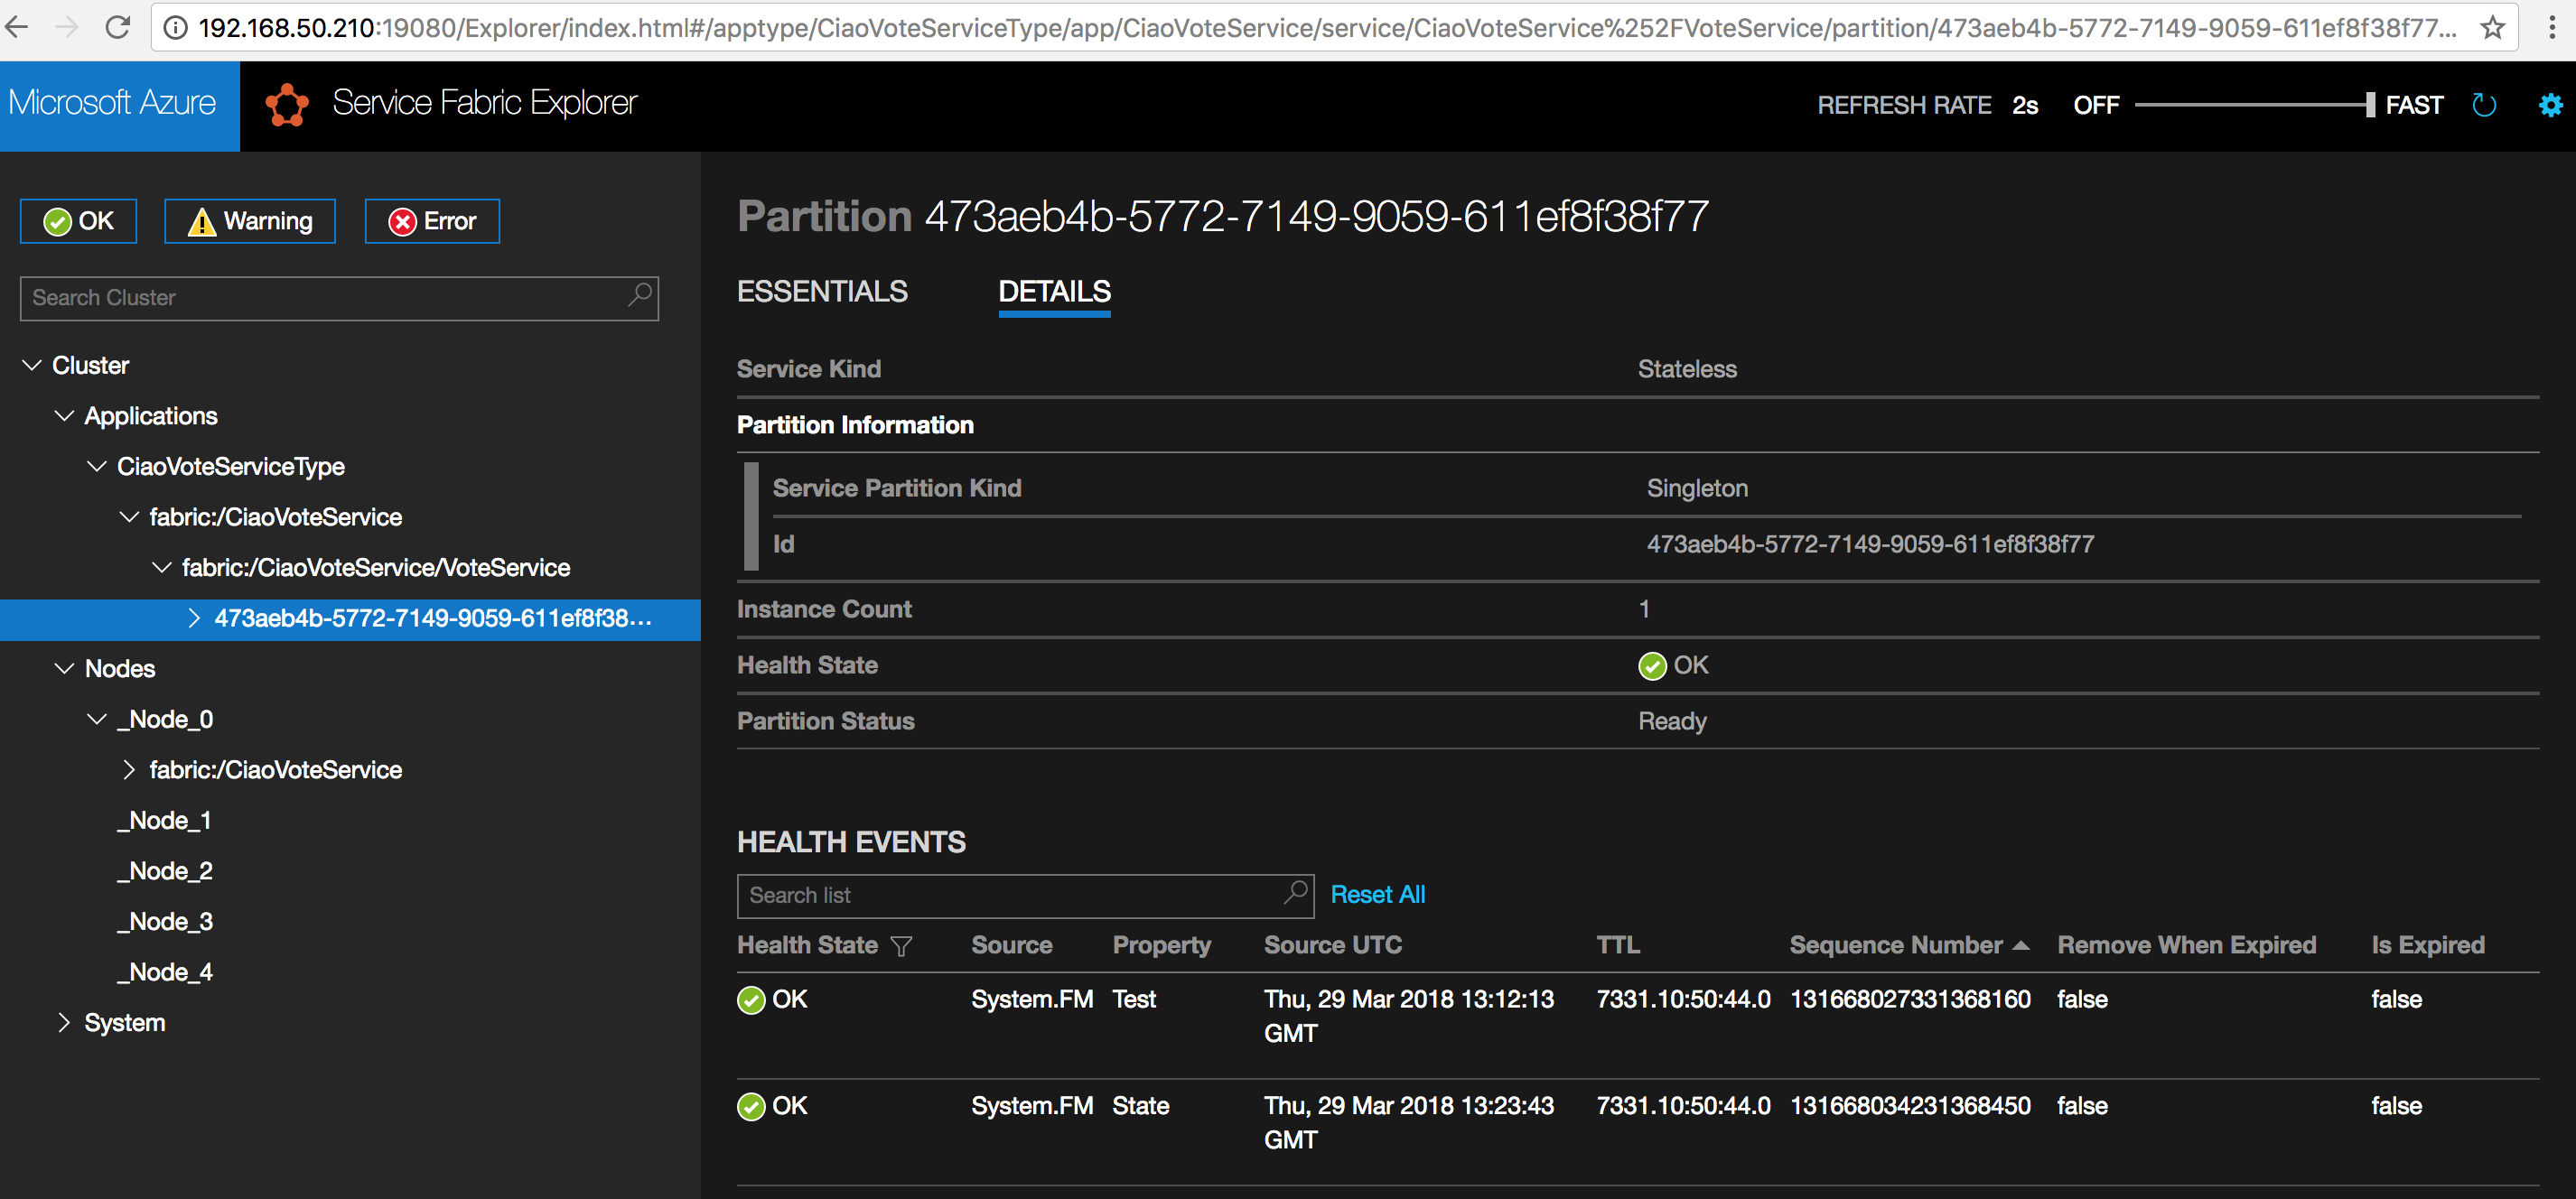 192.168.50.210:19080/Explorer/index.html#/apptype/CiaoVoteServiceType/app/CiaoVoteService/service/CiaoVoteService%252FVoteService/partition/473aeb4b-5772-7149-9059-611ef8f38f77...
Microsoft Azure
Service Fabric Explorer
REFRESH RATE 2s OFF FAST
OK Warning Error
Search Cluster
Cluster
Applications
CiaoVoteServiceType
fabric:/CiaoVoteService
fabric:/CiaoVoteService/VoteService
473aeb4b-5772-7149-9059-611ef8f38...
Nodes
_Node_0
fabric:/CiaoVoteService
_Node_1
_Node_2
_Node_3
_Node_4
System
Partition 473aeb4b-5772-7149-9059-611ef8f38f77
ESSENTIALS DETAILS
Service Kind Stateless
Partition Information
Service Partition Kind Singleton
Id 473aeb4b-5772-7149-9059-611ef8f38f77
Instance Count 1
Health State OK
Partition Status Ready
HEALTH EVENTS
Search list Reset All
Health State Source Property Source UTC TTL Sequence Number Remove When Expired Is Expired
OK System.FM Test Thu, 29 Mar 2018 13:12:13 7331.10:50:44.0 131668027331368160 false false
GMT
OK System.FM State Thu, 29 Mar 2018 13:23:43 7331.10:50:44.0 131668034231368450 false false
GMT